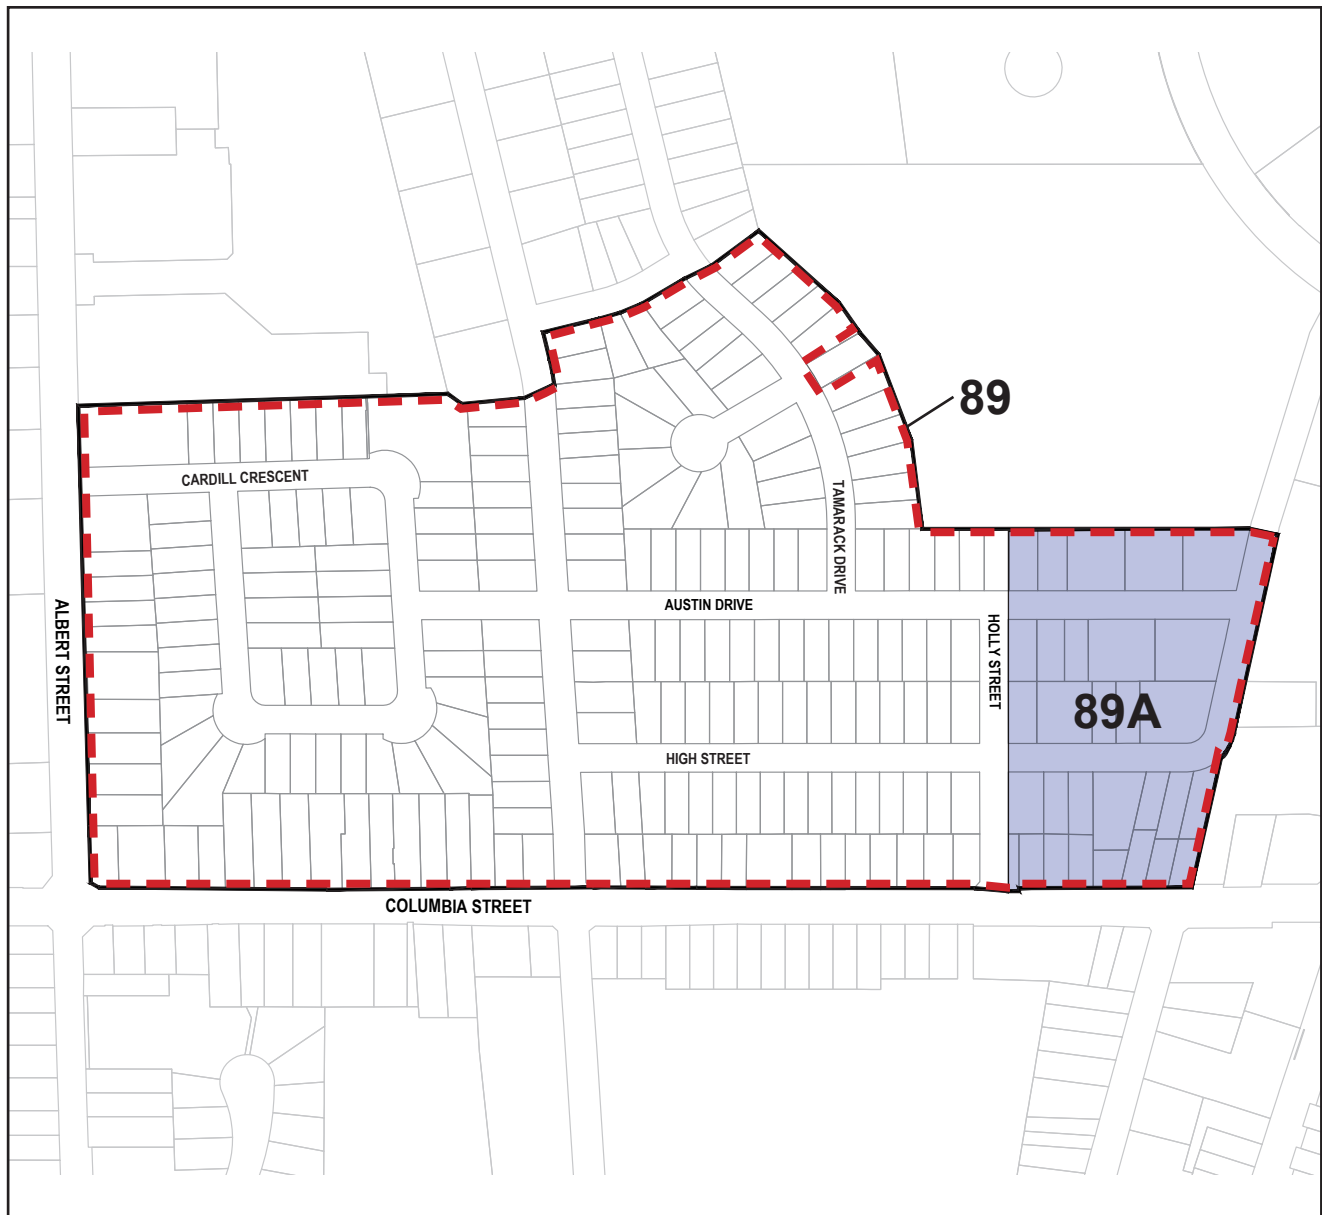 89
CARDILL CRESCENT
TAMARACK DRIVE
ALBERT STREET
AUSTIN DRIVE
HOLLY STREET
89A
HIGH STREET
COLUMBIA STREET